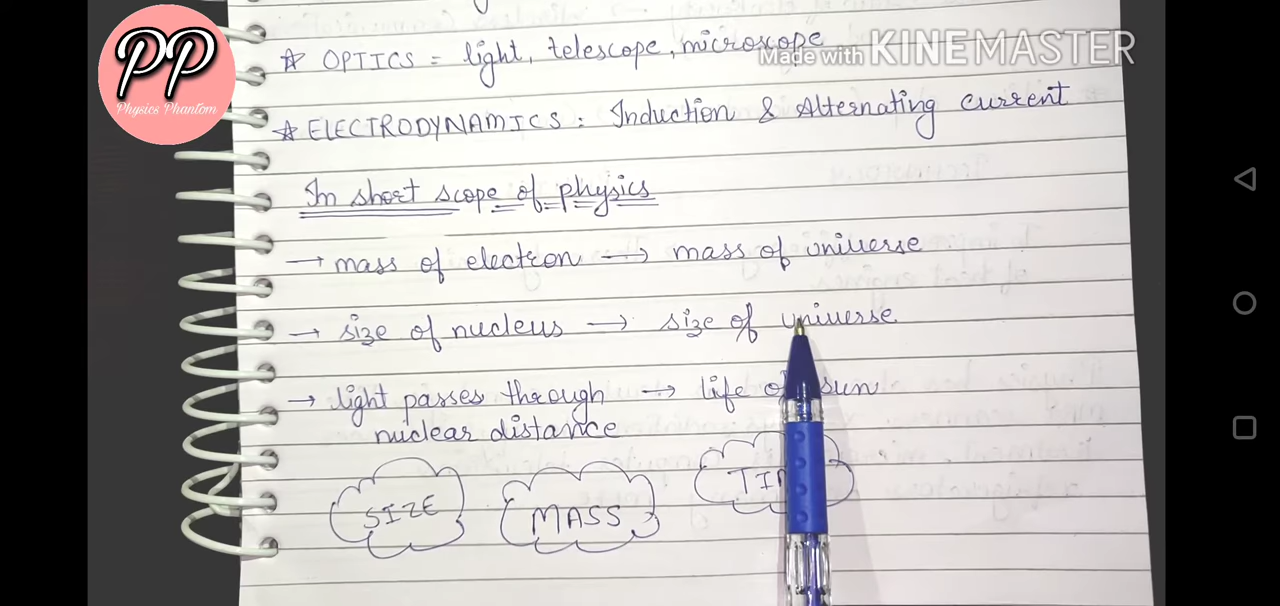 PP
Physics Phantom
Made with KINEMASTER
☆ OPTICS = light, telescope, microscope
☆ ELECTRODYNAMICS : Induction & Alternating current
In short scope of physics
→ mass of electron → mass of universe
→ size of nucleus → size of universe
→ light passes through → life of sun
nuclear distance
SIZE
MASS